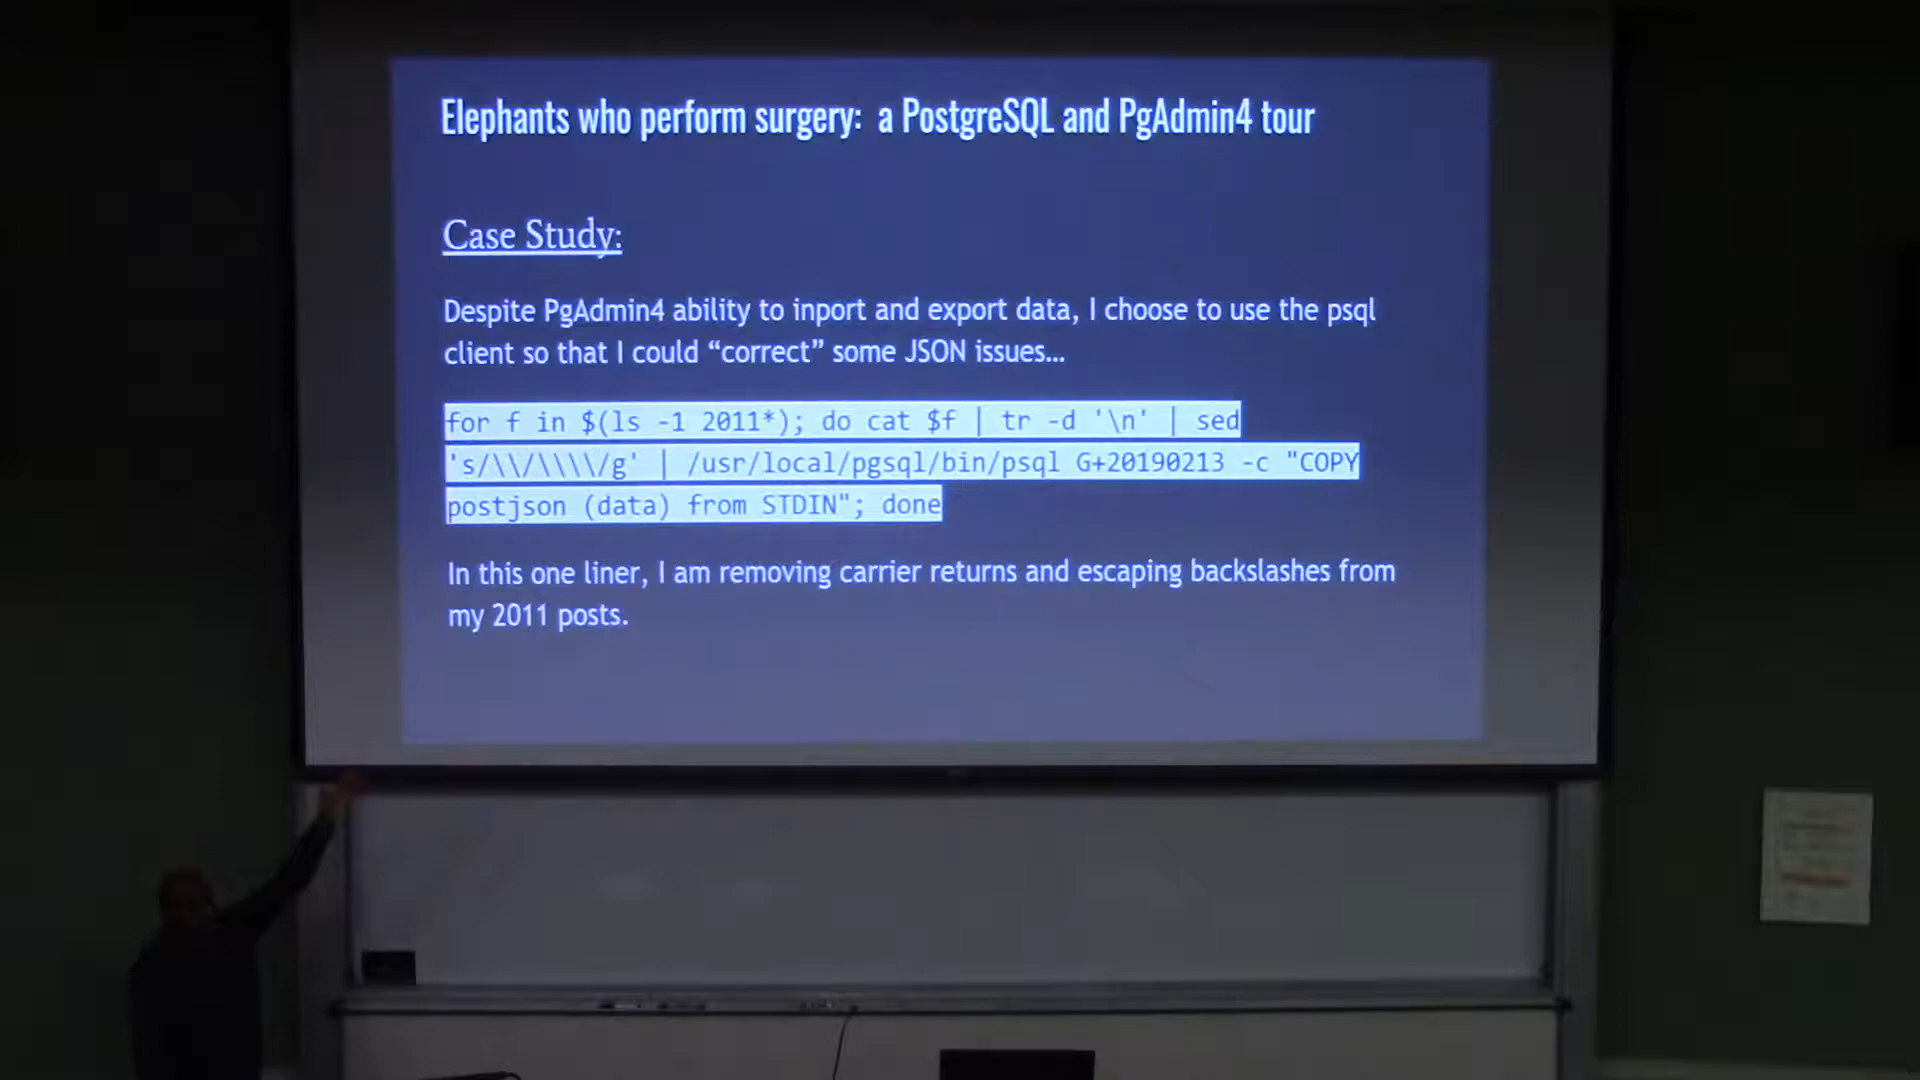 Elephants who perform surgery: a PostgreSQL and PgAdmin4 tour
Case Study:
Despite PgAdmin4 ability to inport and export data, I choose to use the psql
client so that I could “correct” some JSON issues...
for f in $(ls -1 2011*); do cat $f | tr -d '\n' | sed
's/\\/\\\\/g' | /usr/local/pgsql/bin/psql G+20190213 -c "COPY
postjson (data) from STDIN"; done
In this one liner, I am removing carrier returns and escaping backslashes from
my 2011 posts.